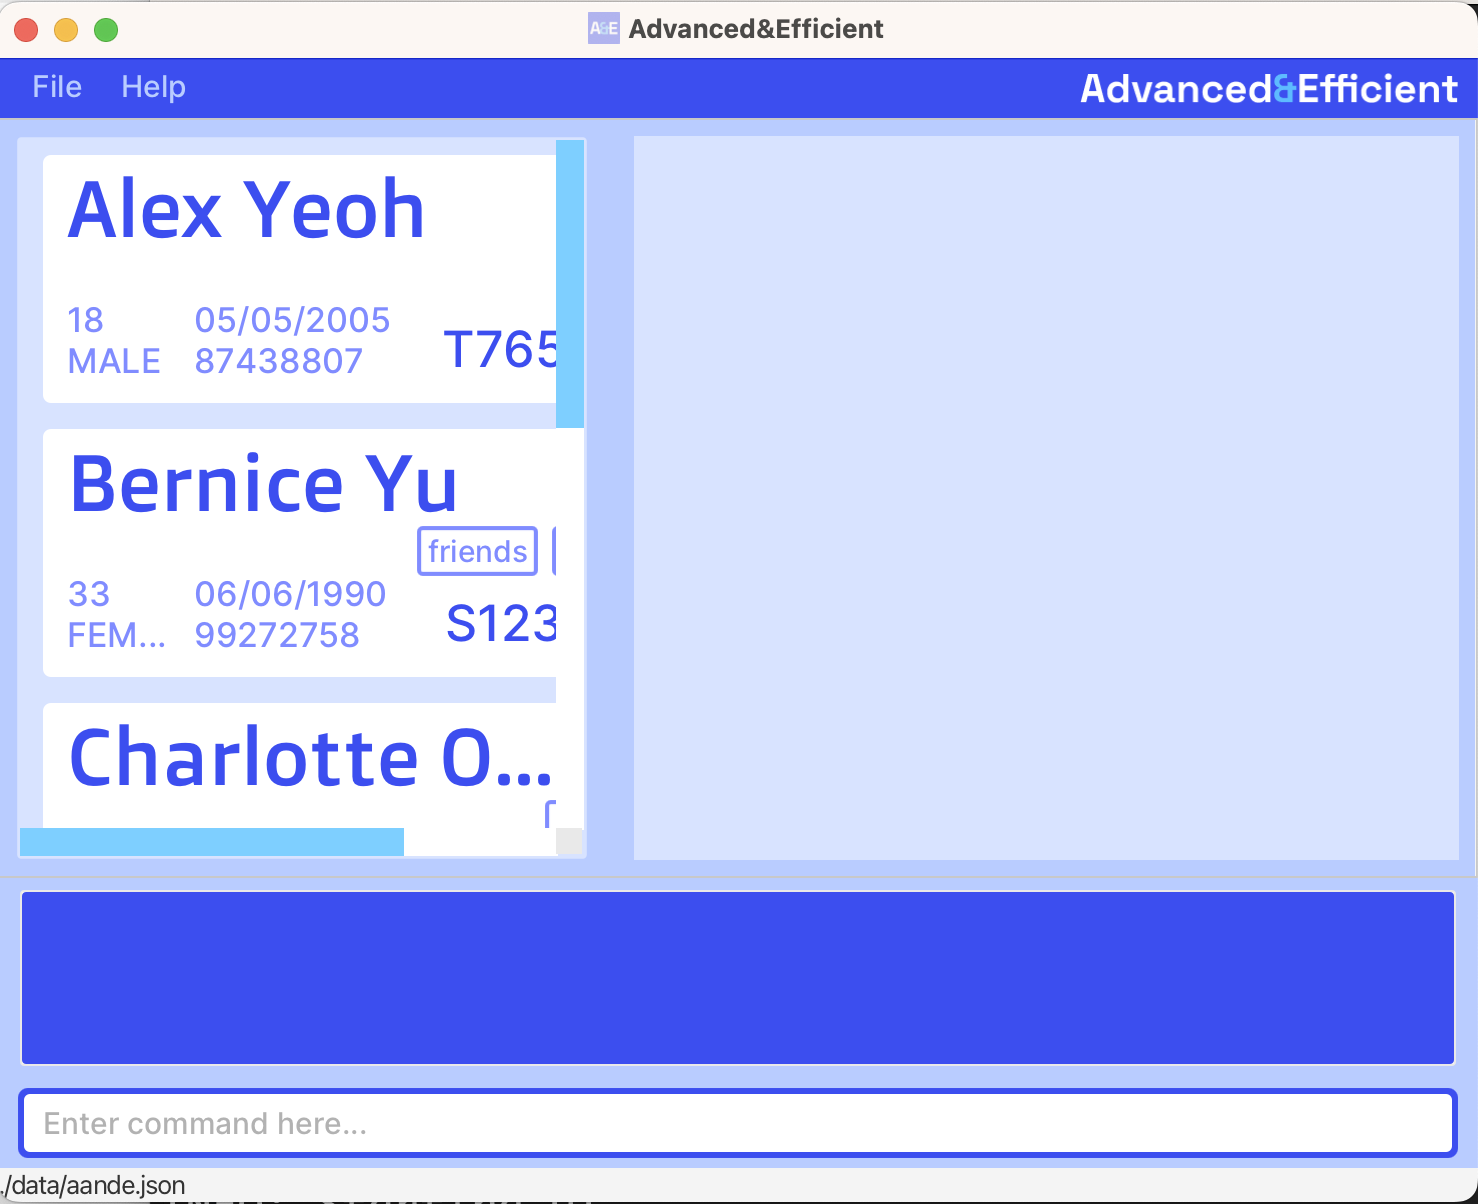 A&E Advanced&Efficient
File Help Advanced&Efficient
Alex Yeoh
18 05/05/2005
MALE 87438807 T765
Bernice Yu
friends
33 06/06/1990
FEM... 99272758 S123
Charlotte O...
Enter command here...
./data/aande.json